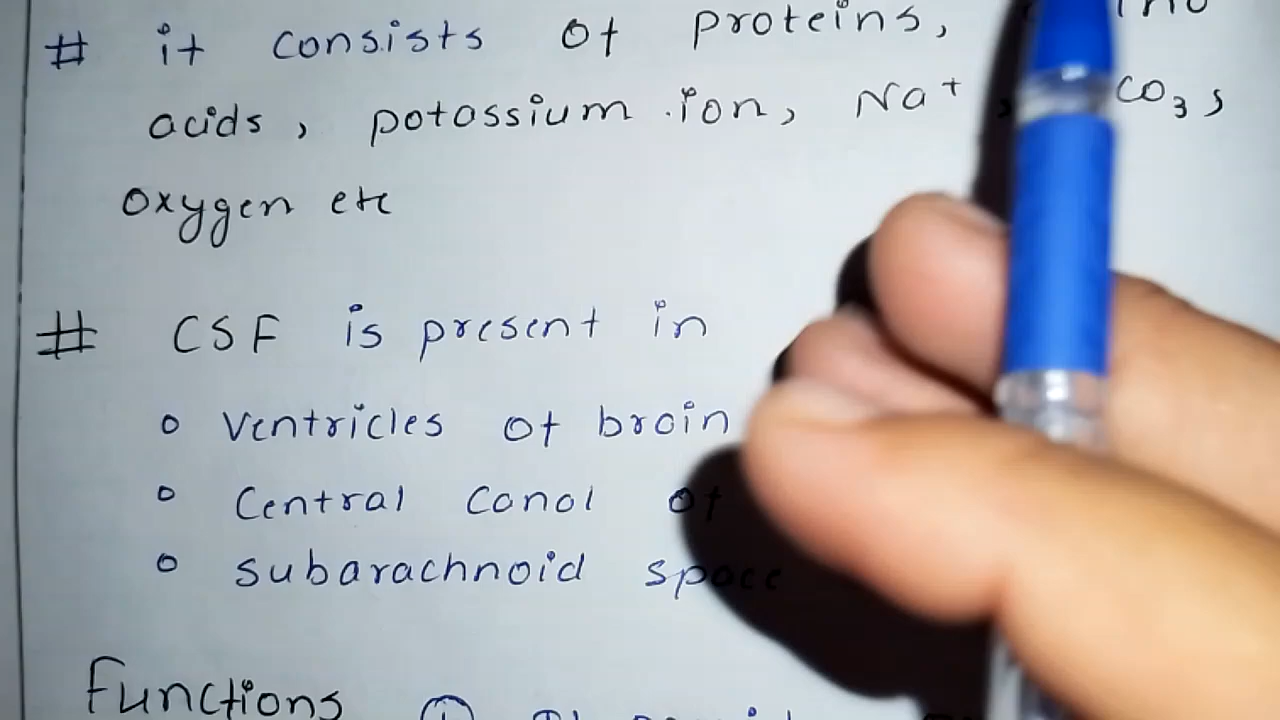 # it consists of proteins,
acids, potassium ion, Na+, CO3,
oxygen etc
# CSF is present in
o ventricles of brain
o Central Canal of
o subarachnoid space
Functions ①